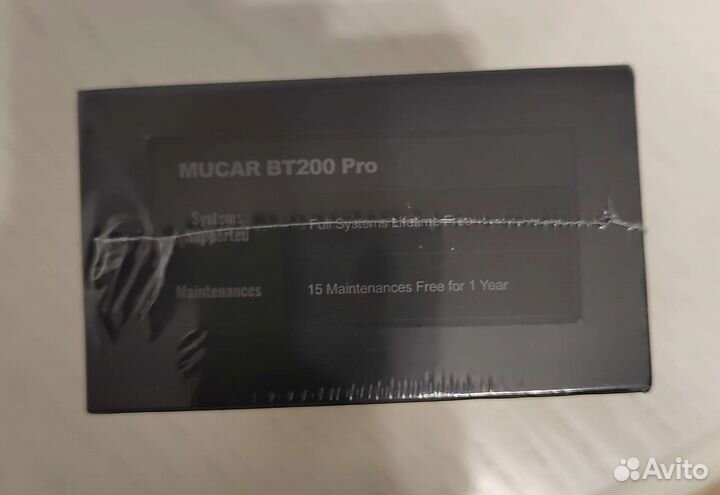 MUCAR BT200 Pro
Systems Supported
Full Systems Lifetime Free
Maintenances
15 Maintenances Free for 1 Year
Avito